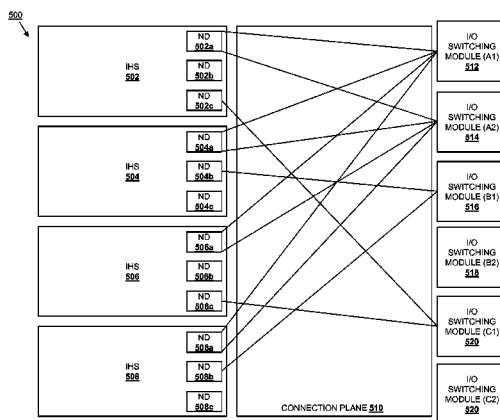 500
IHS
502
ND
502a
ND
502b
ND
502c
IHS
504
ND
504a
ND
504b
ND
504c
IHS
506
ND
506a
ND
506b
ND
506c
IHS
508
ND
508a
ND
508b
ND
508c
CONNECTION PLANE 510
I/O
SWITCHING
MODULE (A1)
512
I/O
SWITCHING
MODULE (A2)
514
I/O
SWITCHING
MODULE (B1)
516
I/O
SWITCHING
MODULE (B2)
518
I/O
SWITCHING
MODULE (C1)
520
I/O
SWITCHING
MODULE (C2)
520